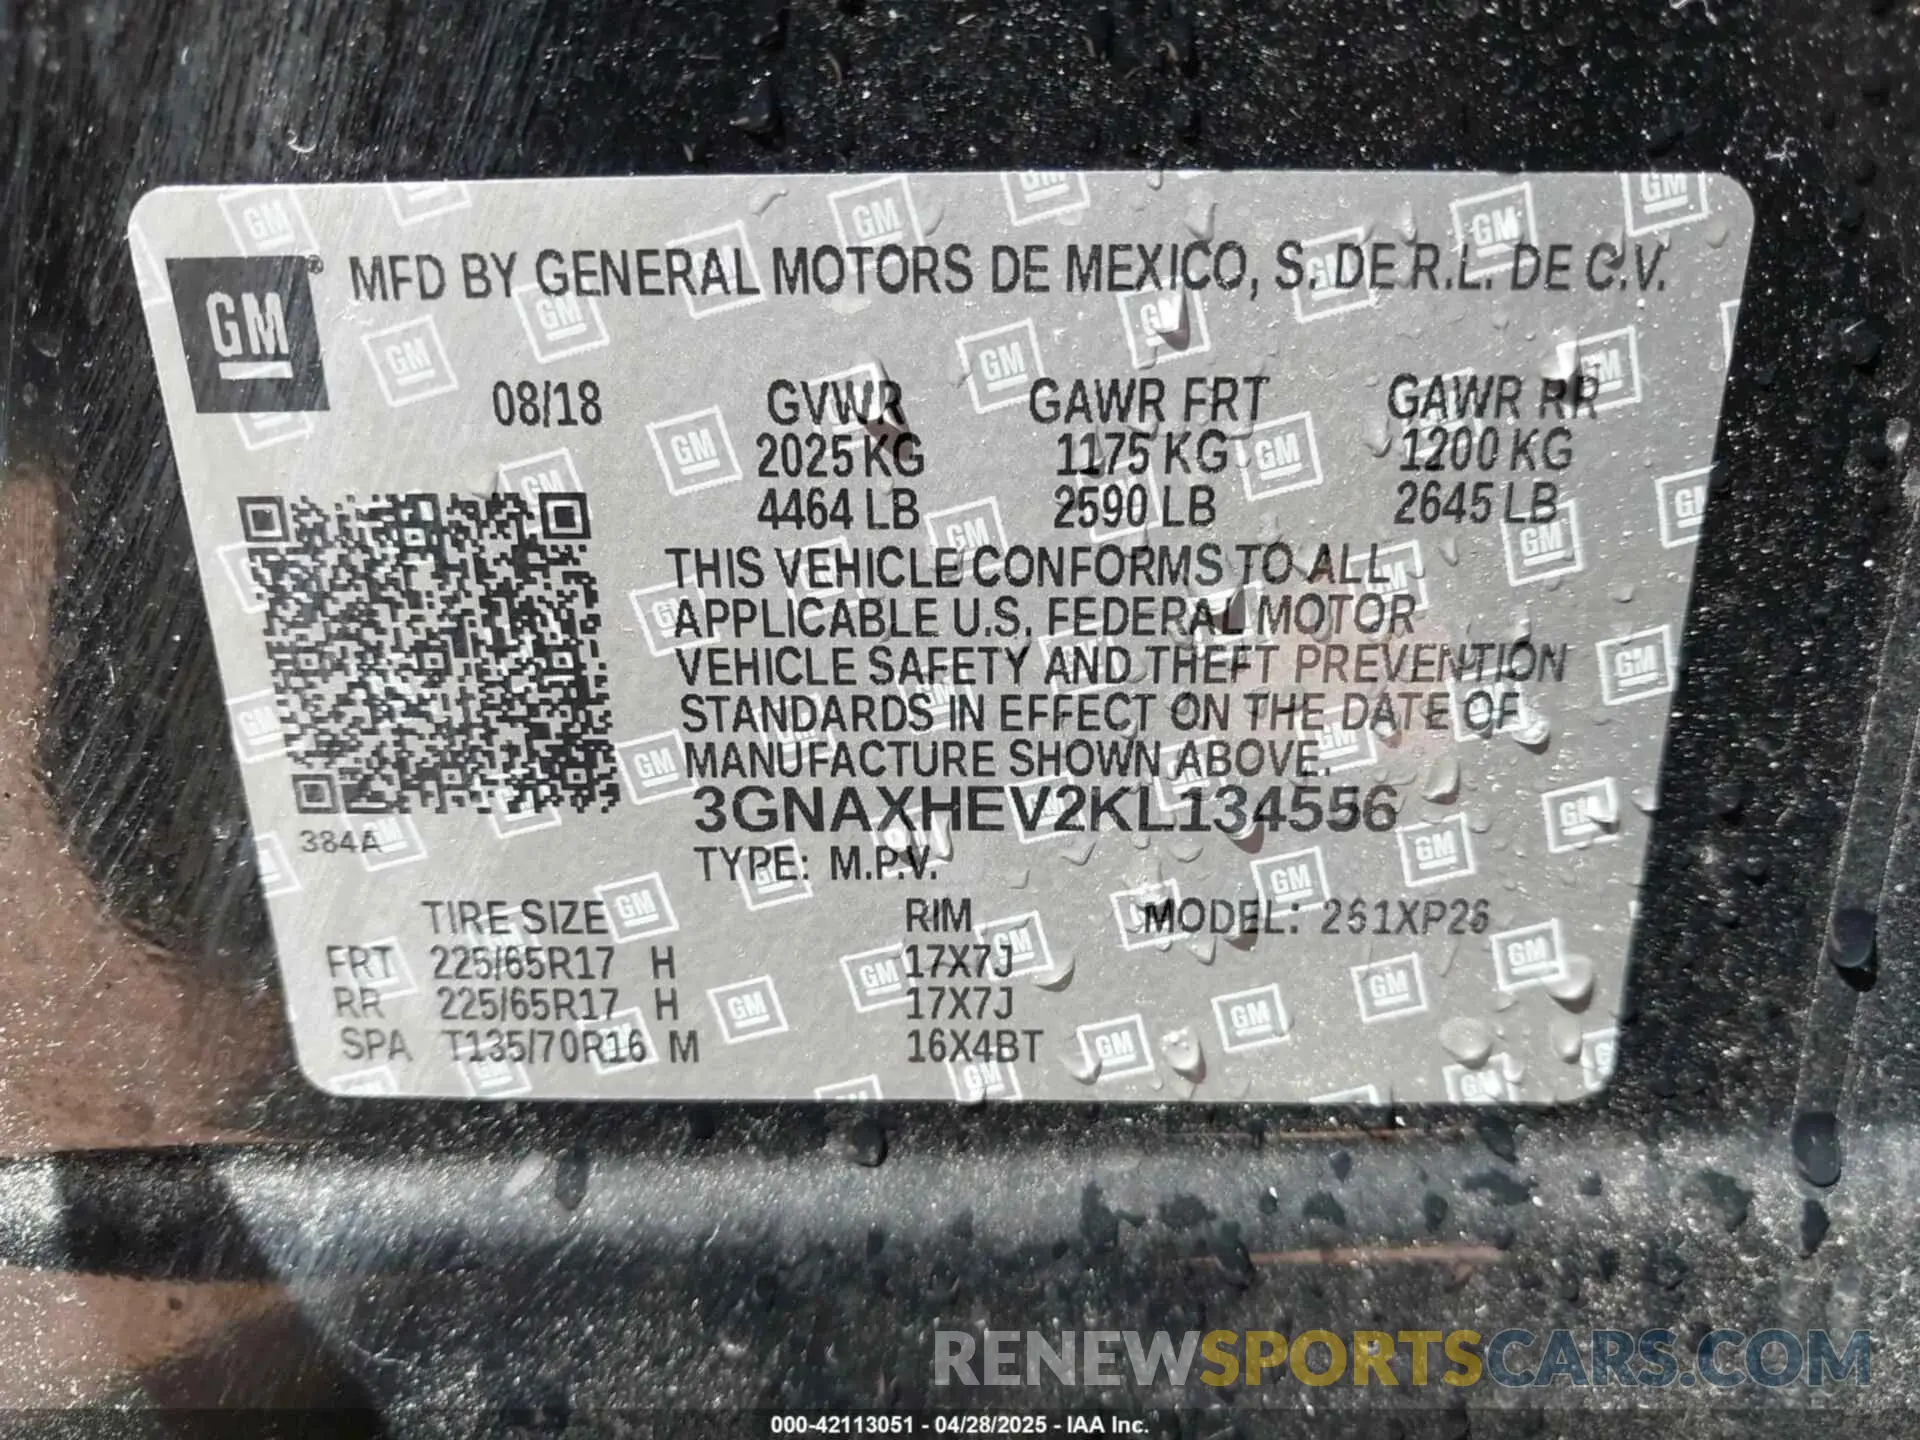 GM® MFD BY GENERAL MOTORS DE MEXICO, S. DE R.L. DE C.V.
08/18 GVWR GAWR FRT GAWR RR
2025 KG 1175 KG 1200 KG
4464 LB 2590 LB 2645 LB
THIS VEHICLE CONFORMS TO ALL
APPLICABLE U.S. FEDERAL MOTOR
VEHICLE SAFETY AND THEFT PREVENTION
STANDARDS IN EFFECT ON THE DATE OF
MANUFACTURE SHOWN ABOVE.
3GNAXHEV2KL134556
384A
TYPE: M.P.V.
TIRE SIZE RIM MODEL: 261XP26
FRT 225/65R17 H 17X7J
RR 225/65R17 H 17X7J
SPA T135/70R16 M 16X4BT
RENEWSPORTSCARS.COM
000-42113051 - 04/28/2025 - IAA Inc.